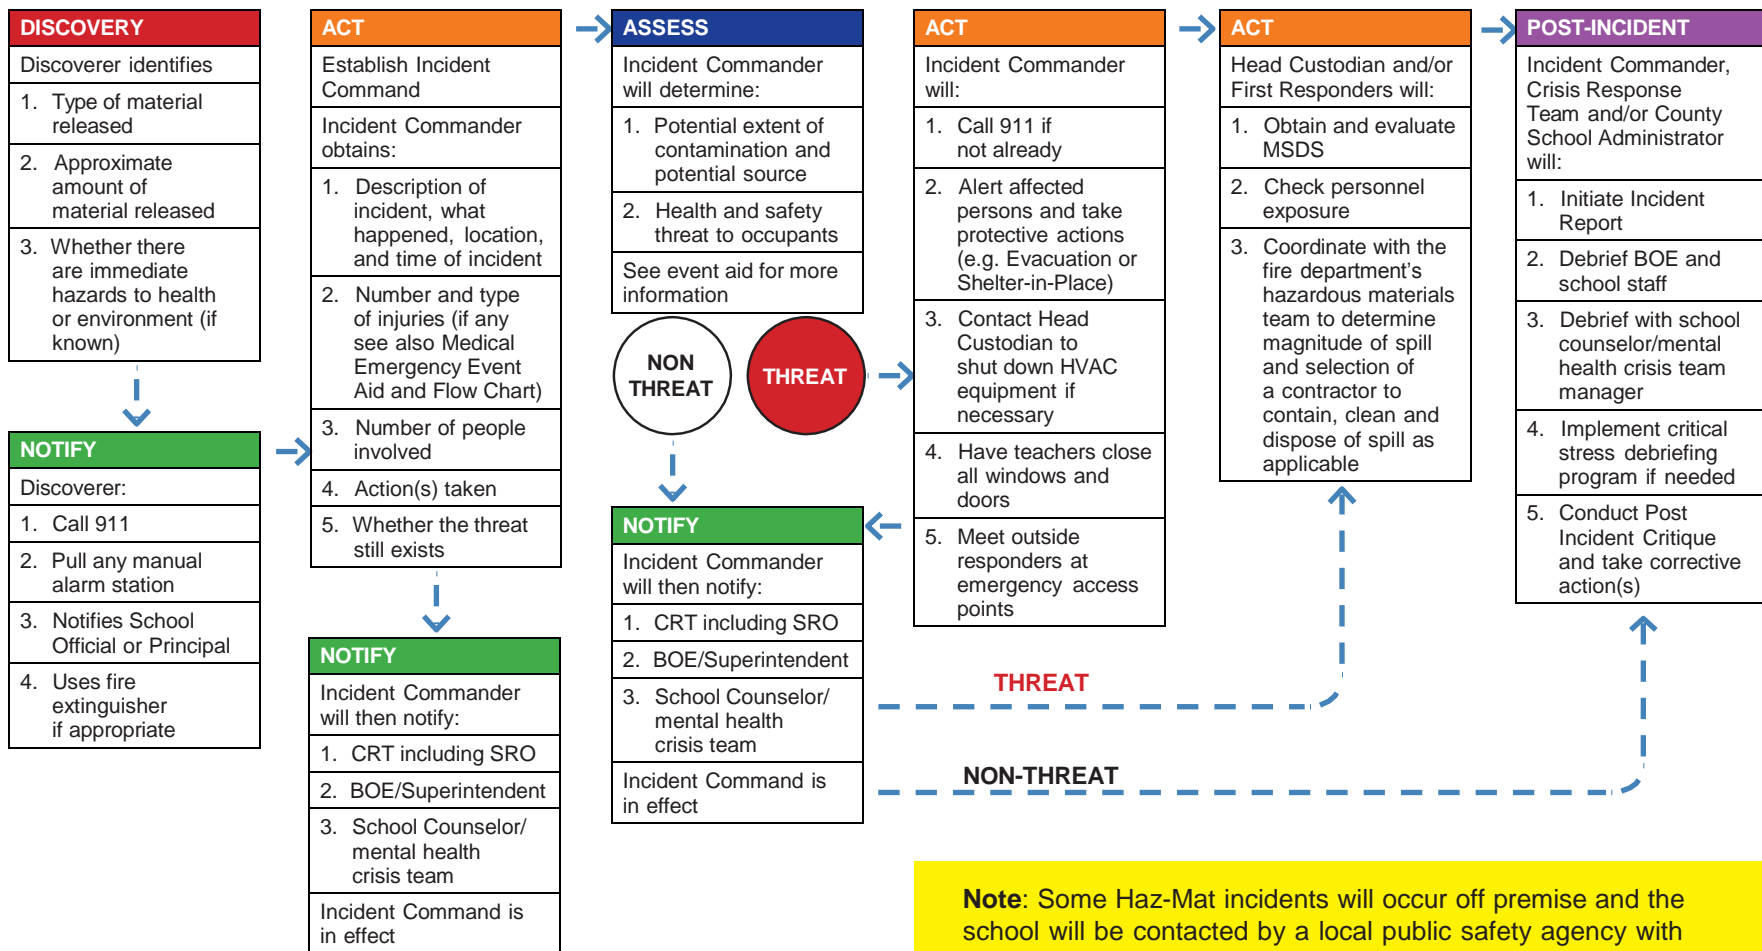 DISCOVERY
Discoverer identifies
1. Type of material
released
2. Approximate
amount of
material released
3. Whether there
are immediate
hazards to health
or environment (if
known)
NOTIFY
Discoverer:
1. Call 911
2. Pull any manual
alarm station
3. Notifies School
Official or Principal
4. Uses fire
extinguisher
if appropriate
ACT
Establish Incident
Command
Incident Commander
obtains:
1. Description of
incident, what
happened, location,
and time of incident
2. Number and type
of injuries (if any
see also Medical
Emergency Event
Aid and Flow Chart)
3. Number of people
involved
4. Action(s) taken
5. Whether the threat
still exists
NOTIFY
Incident Commander
will then notify:
1. CRT including SRO
2. BOE/Superintendent
3. School Counselor/
mental health
crisis team
Incident Command is
in effect
ASSESS
Incident Commander
will determine:
1. Potential extent of
contamination and
potential source
2. Health and safety
threat to occupants
See event aid for more
information
NON
THREAT
THREAT
NOTIFY
Incident Commander
will then notify:
1. CRT including SRO
2. BOE/Superintendent
3. School Counselor/
mental health
crisis team
Incident Command is
in effect
ACT
Incident Commander
will:
1. Call 911 if
not already
2. Alert affected
persons and take
protective actions
(e.g. Evacuation or
Shelter-in-Place)
3. Contact Head
Custodian to
shut down HVAC
equipment if
necessary
4. Have teachers close
all windows and
doors
5. Meet outside
responders at
emergency access
points
THREAT
NON-THREAT
ACT
Head Custodian and/or
First Responders will:
1. Obtain and evaluate
MSDS
2. Check personnel
exposure
3. Coordinate with the
fire department's
hazardous materials
team to determine
magnitude of spill
and selection of
a contractor to
contain, clean and
dispose of spill as
applicable
POST-INCIDENT
Incident Commander,
Crisis Response
Team and/or County
School Administrator
will:
1. Initiate Incident
Report
2. Debrief BOE and
school staff
3. Debrief with school
counselor/mental
health crisis team
manager
4. Implement critical
stress debriefing
program if needed
5. Conduct Post
Incident Critique
and take corrective
action(s)
Note: Some Haz-Mat incidents will occur off premise and the
school will be contacted by a local public safety agency with